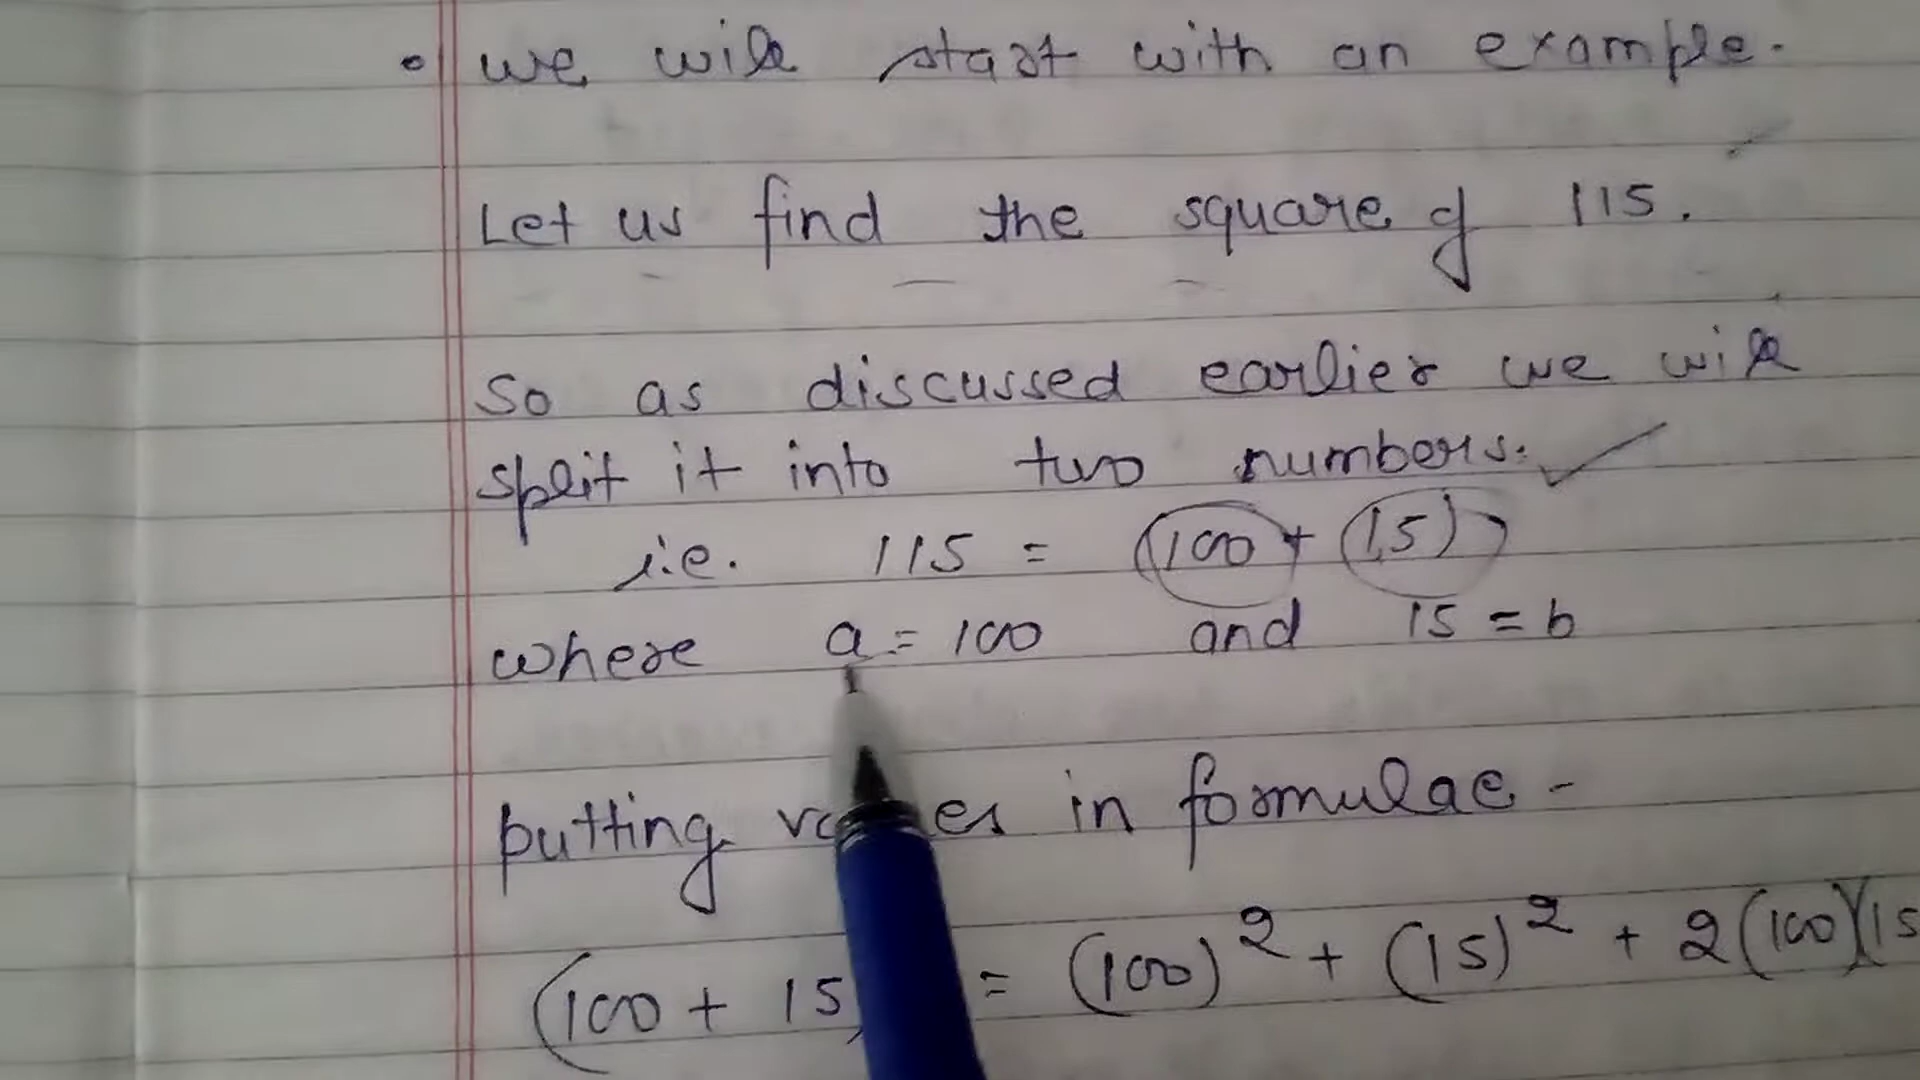 • we will start with an example.
Let us find the square of 115.
So as discussed earlier we will
split it into two numbers.
i.e. 115 = (100 + 15)
where a = 100 and 15 = b
putting in formulae -
(100 + 15 = (100)² + (15)² + 2(100)(15